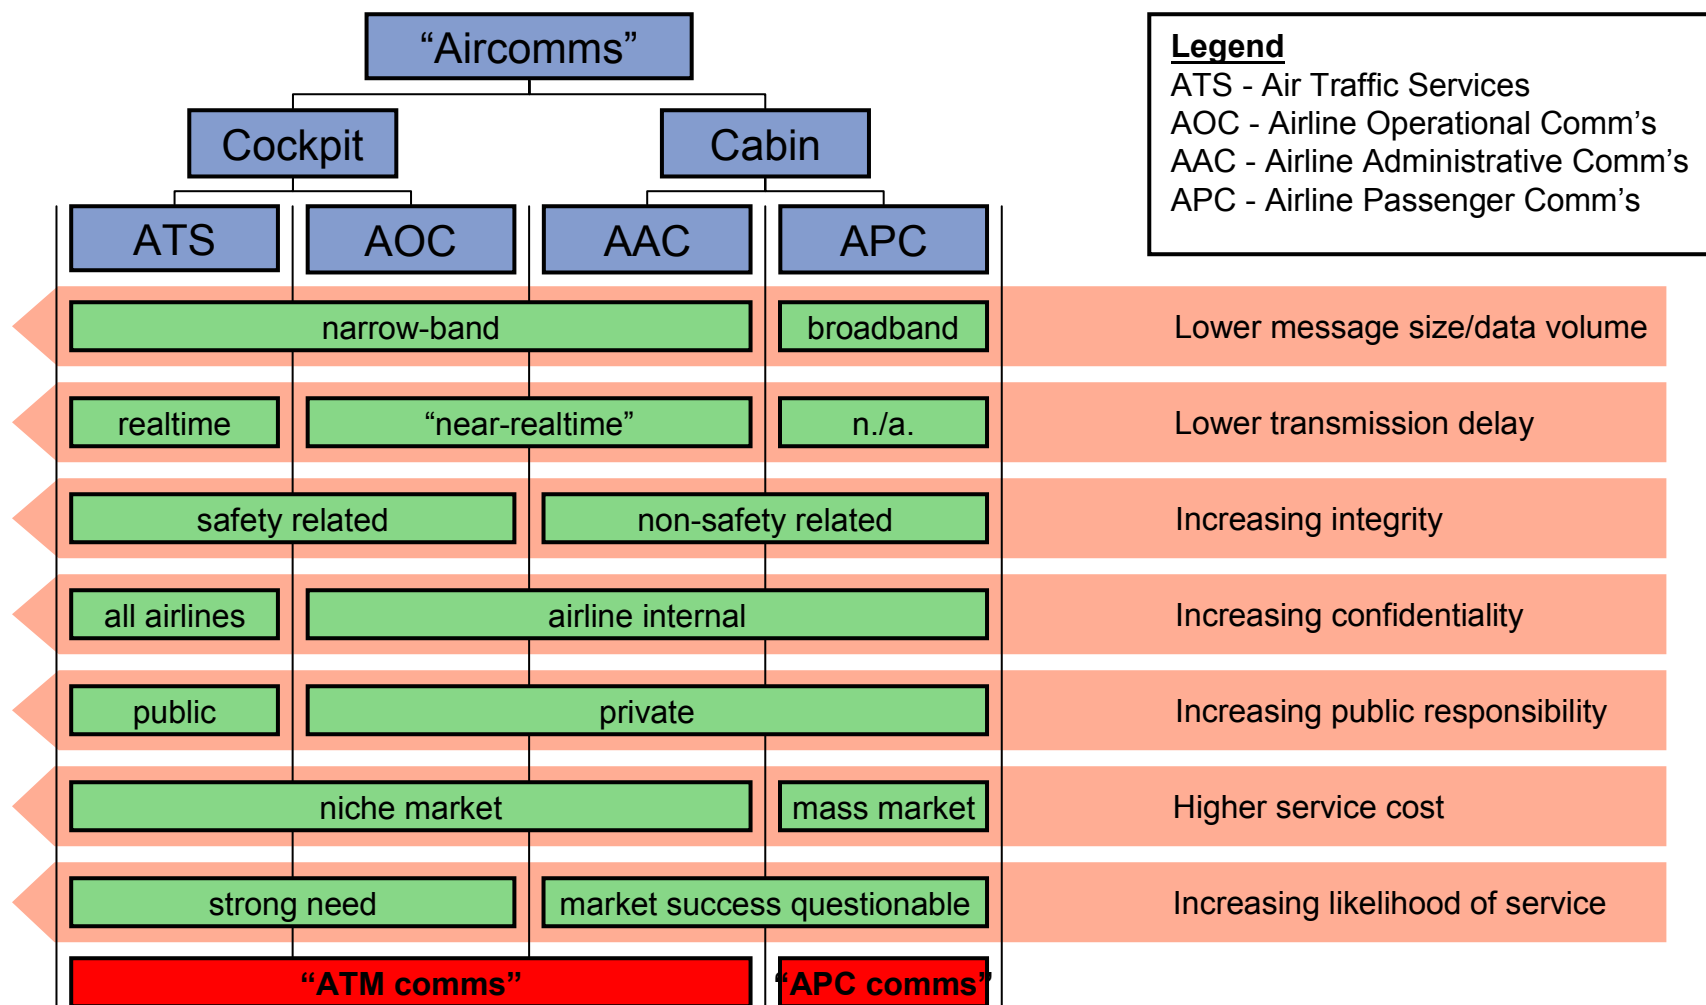 “Aircomms”
Legend
ATS - Air Traffic Services
AOC - Airline Operational Comm’s
AAC - Airline Administrative Comm’s
APC - Airline Passenger Comm’s
Cockpit
Cabin
ATS
AOC
AAC
APC
narrow-band
broadband
Lower message size/data volume
realtime
“near-realtime”
n./a.
Lower transmission delay
safety related
non-safety related
Increasing integrity
all airlines
airline internal
Increasing confidentiality
public
private
Increasing public responsibility
niche market
mass market
Higher service cost
strong need
market success questionable
Increasing likelihood of service
“ATM comms”
“APC comms”